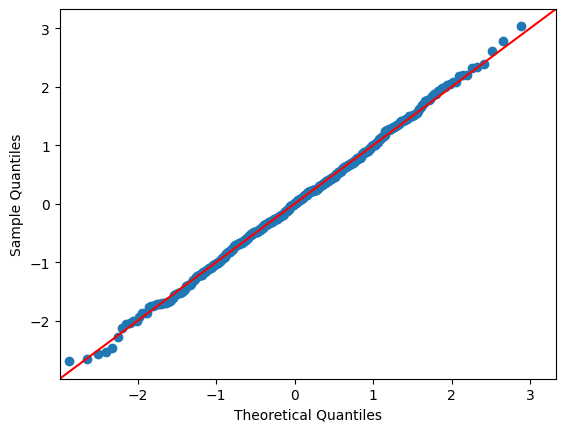 3
2
1
0
−1
−2
Sample Quantiles
−2 −1 0 1 2 3
Theoretical Quantiles